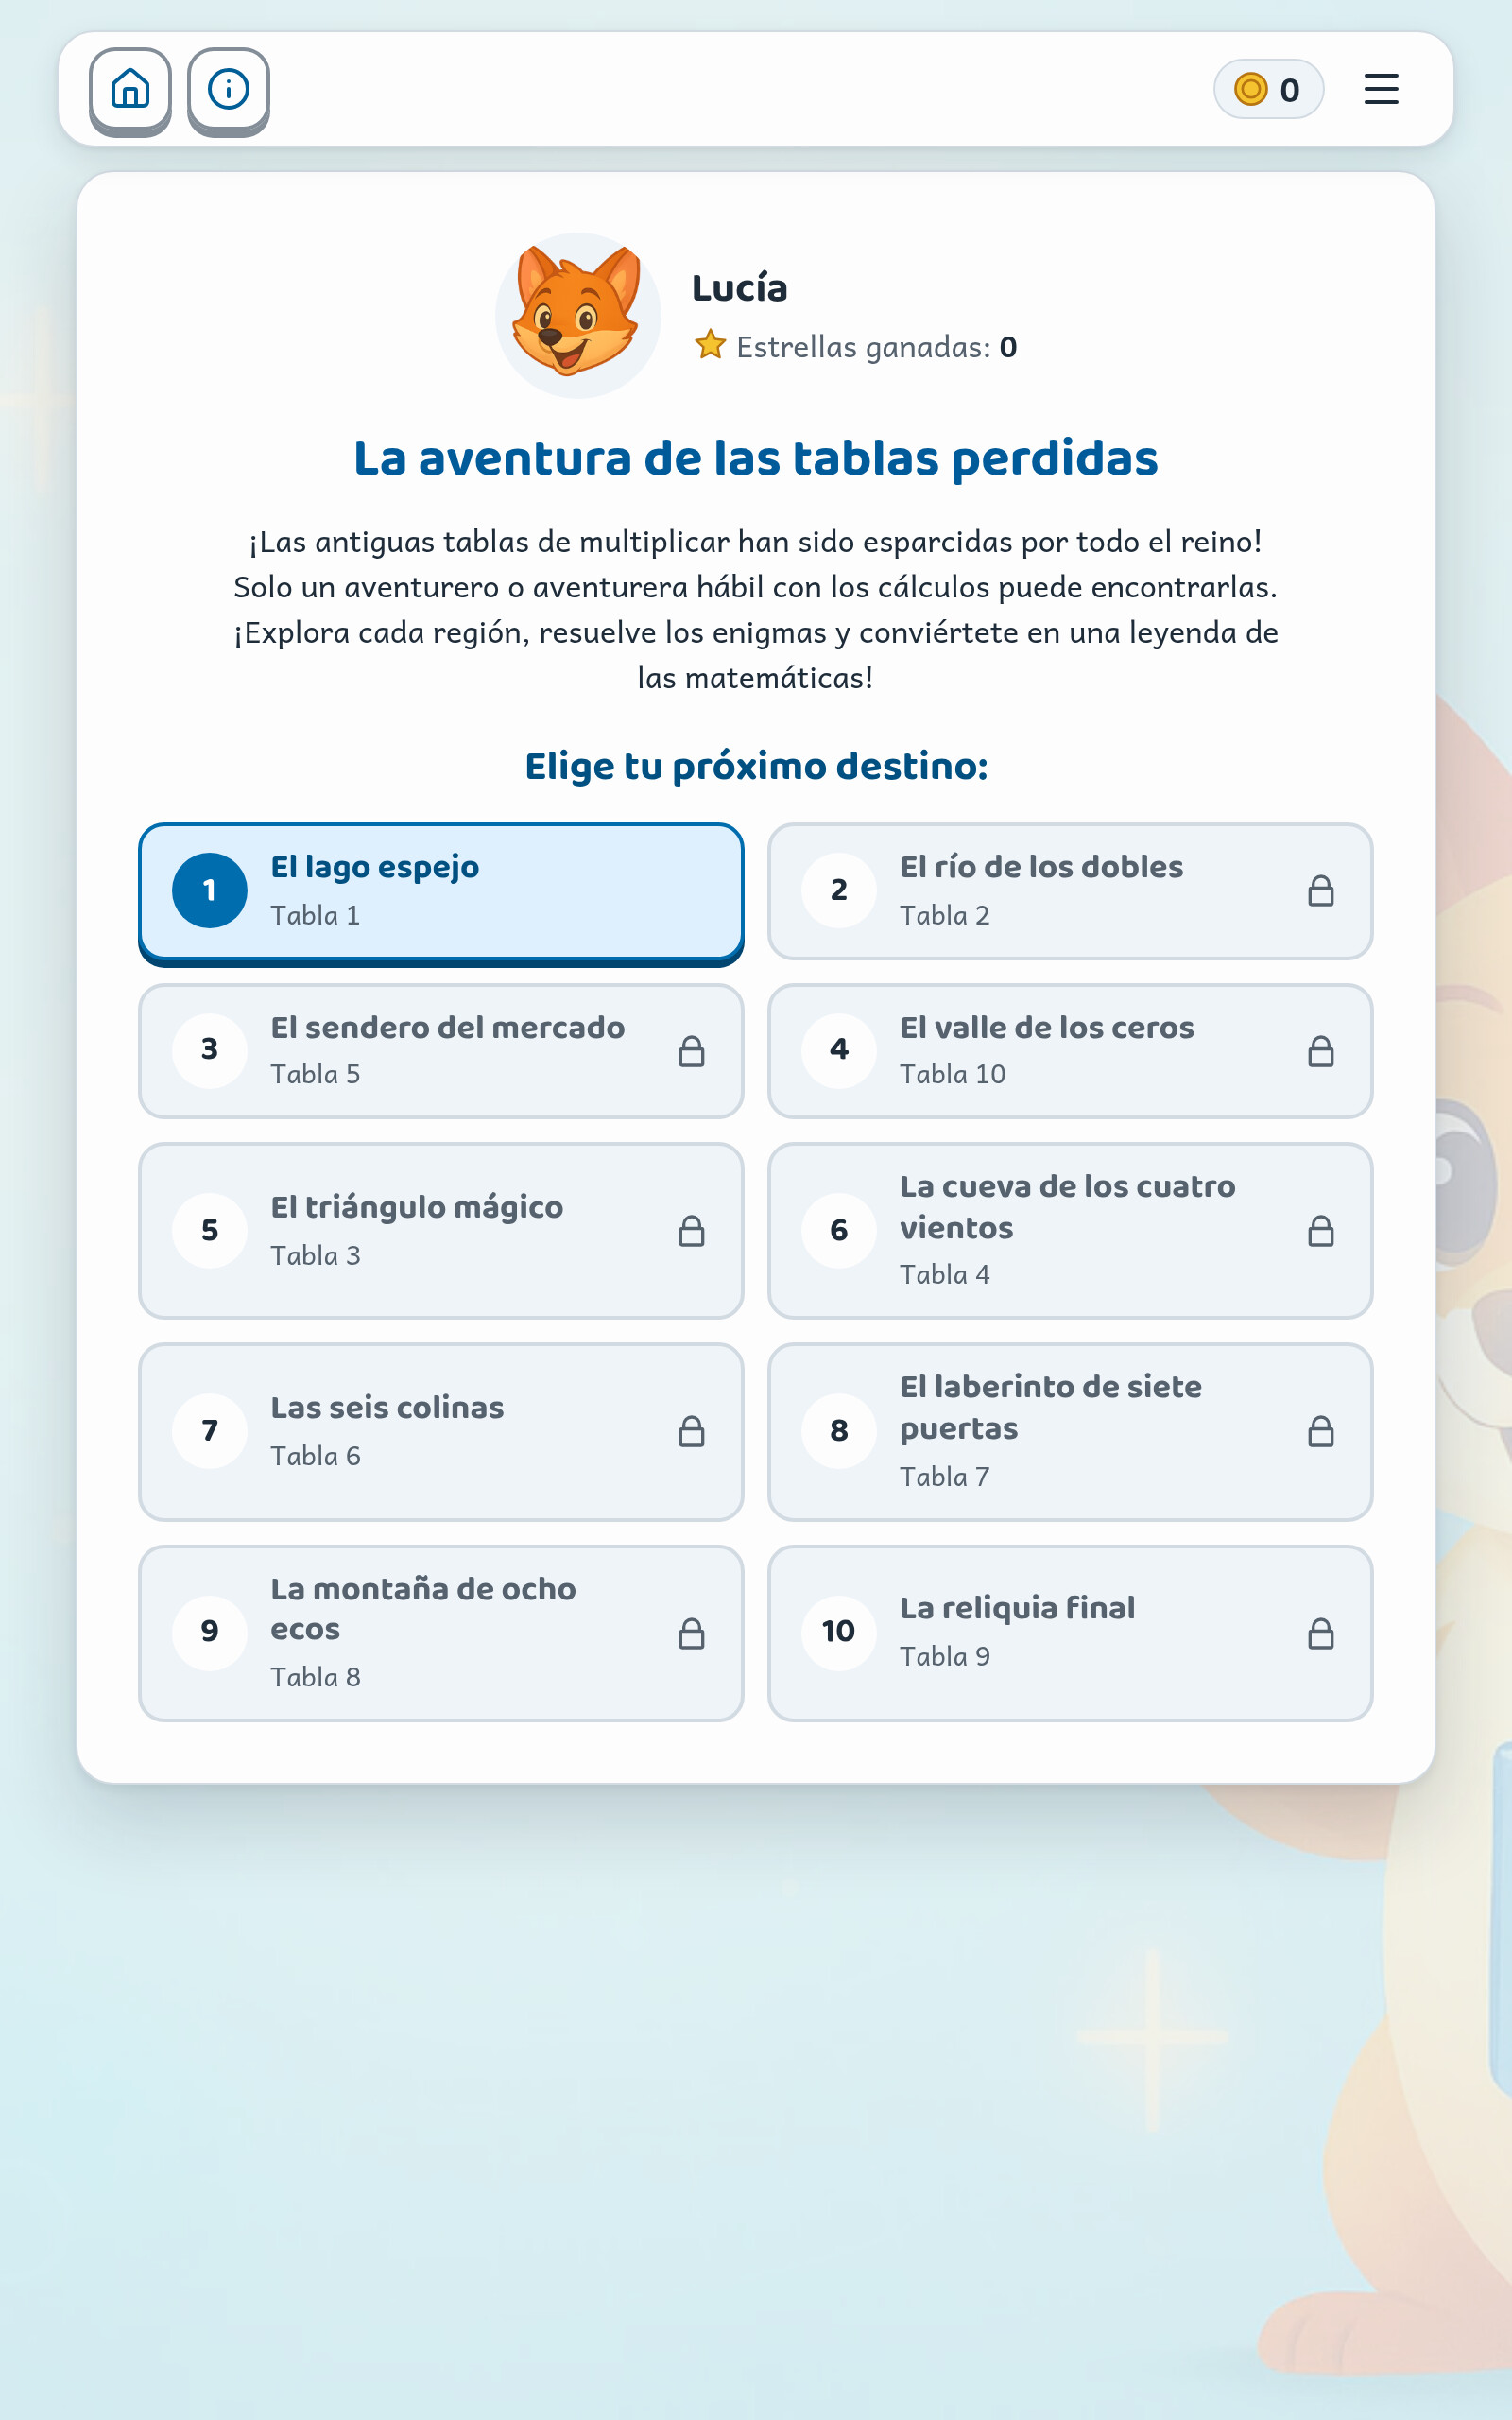 0
Lucía
Estrellas ganadas: 0
La aventura de las tablas perdidas
¡Las antiguas tablas de multiplicar han sido esparcidas por todo el reino!
Solo un aventurero o aventurera hábil con los cálculos puede encontrarlas.
¡Explora cada región, resuelve los enigmas y conviértete en una leyenda de
las matemáticas!
Elige tu próximo destino:
1
El lago espejo
Tabla 1
2
El río de los dobles
Tabla 2
3
El sendero del mercado
Tabla 5
4
El valle de los ceros
Tabla 10
5
El triángulo mágico
Tabla 3
6
La cueva de los cuatro
vientos
Tabla 4
7
Las seis colinas
Tabla 6
8
El laberinto de siete
puertas
Tabla 7
9
La montaña de ocho
ecos
Tabla 8
10
La reliquia final
Tabla 9